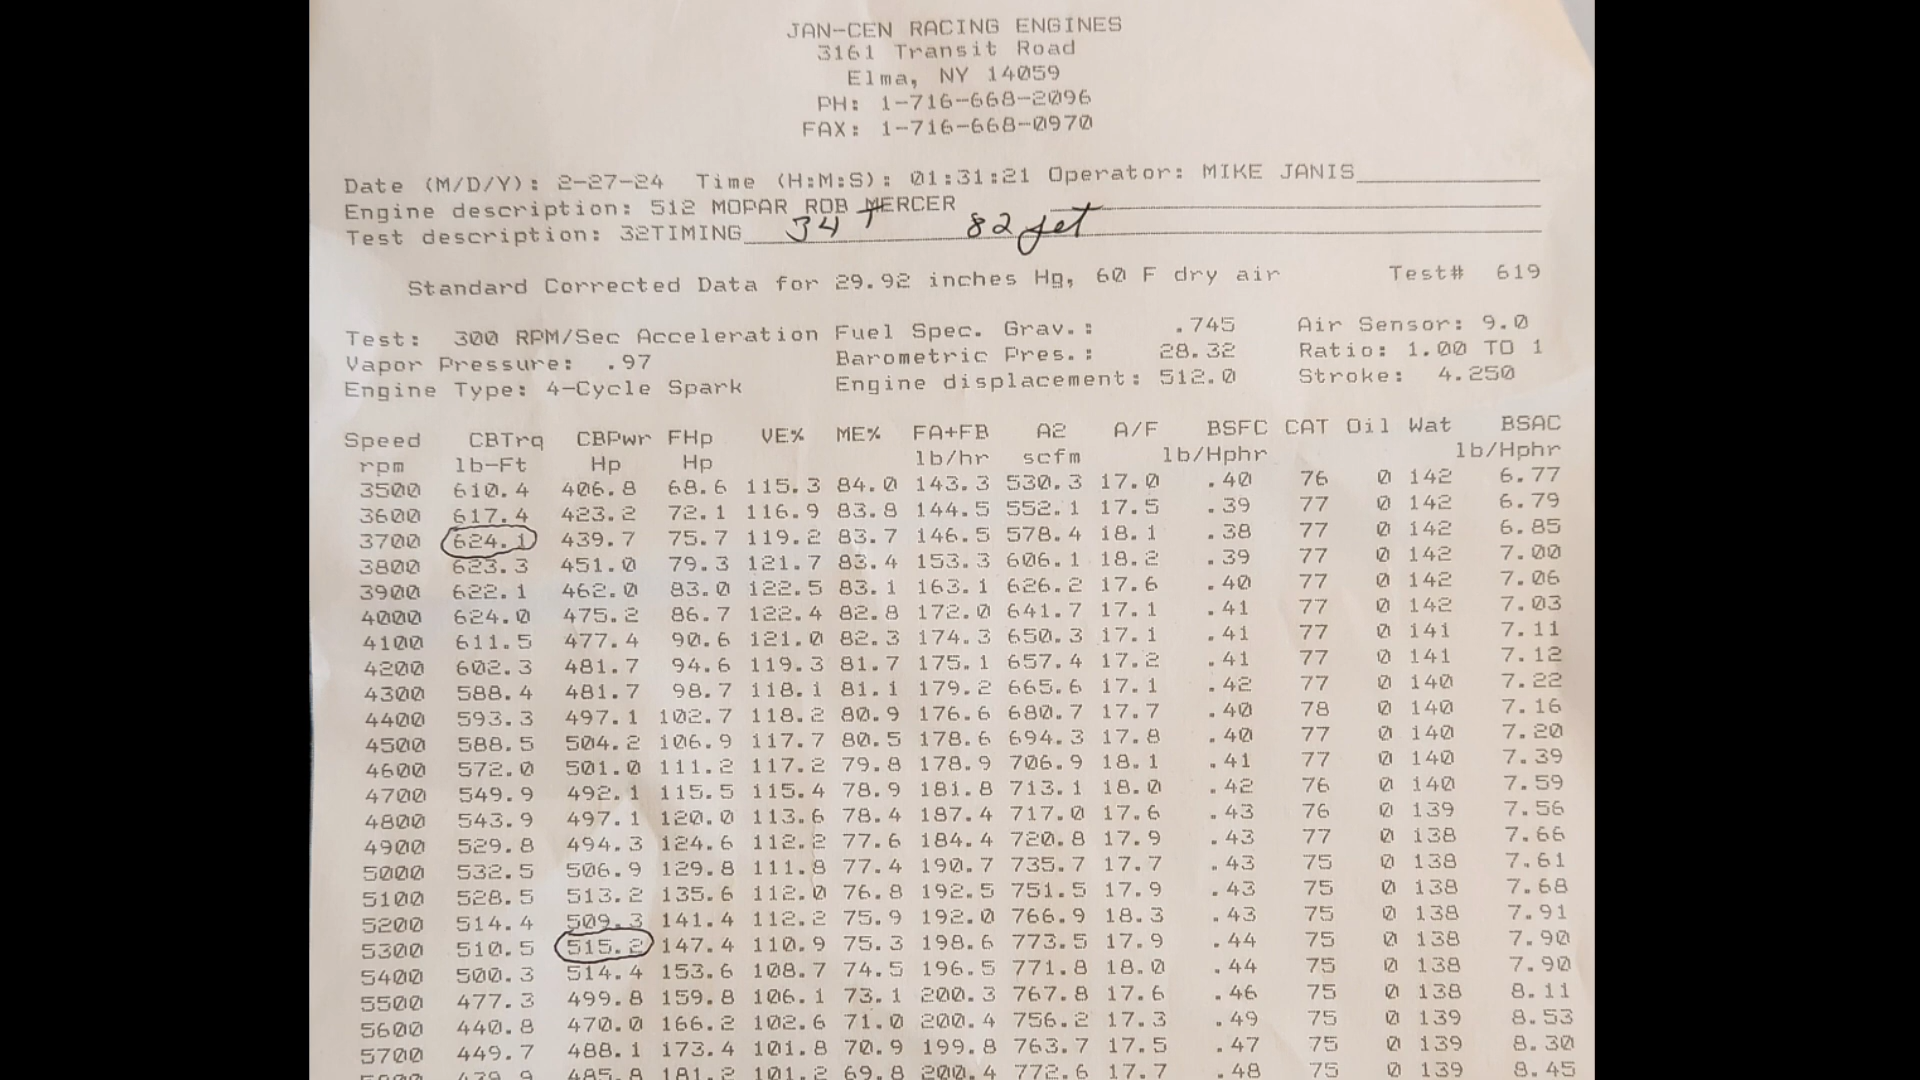 JAN-CEN RACING ENGINES
3161 Transit Road
Elma, NY 14059
PH: 1-716-668-2096
FAX: 1-716-668-0970
Date (M/D/Y): 2-27-24 Time (H:M:S): 01:31:21 Operator: MIKE JANIS
Engine description: 512 MOPAR ROB MERCER
Test description: 32TIMING 34 T 82 jet
Standard Corrected Data for 29.92 inches Hg, 60 F dry air Test# 619
Test: 300 RPM/Sec Acceleration Fuel Spec. Grav.: .745 Air Sensor: 9.0
Vapor Pressure: .97 Barometric Pres.: 28.32 Ratio: 1.00 TO 1
Engine Type: 4-Cycle Spark Engine displacement: 512.0 Stroke: 4.250
Speed CBTrq CBPwr FHp VE% ME% FA+FB A2 A/F BSFC CAT Oil Wat BSAC
rpm lb-Ft Hp Hp lb/hr scfm lb/Hphr lb/Hphr
3500 610.4 406.8 68.6 115.3 84.0 143.3 530.3 17.0 .40 76 0 142 6.77
3600 617.4 423.2 72.1 116.9 83.8 144.5 552.1 17.5 .39 77 0 142 6.79
3700 624.1 439.7 75.7 119.2 83.7 146.5 578.4 18.1 .38 77 0 142 6.85
3800 623.3 451.0 79.3 121.7 83.4 153.3 606.1 18.2 .39 77 0 142 7.00
3900 622.1 462.0 83.0 122.5 83.1 163.1 626.2 17.6 .40 77 0 142 7.06
4000 624.0 475.2 86.7 122.4 82.8 172.0 641.7 17.1 .41 77 0 142 7.03
4100 611.5 477.4 90.6 121.0 82.3 174.3 650.3 17.1 .41 77 0 141 7.11
4200 602.3 481.7 94.6 119.3 81.7 175.1 657.4 17.2 .41 77 0 141 7.12
4300 588.4 481.7 98.7 118.1 81.1 179.2 665.6 17.1 .42 77 0 140 7.22
4400 593.3 497.1 102.7 118.2 80.9 176.6 680.7 17.7 .40 78 0 140 7.16
4500 588.5 504.2 106.9 117.7 80.5 178.6 694.3 17.8 .40 77 0 140 7.20
4600 572.0 501.0 111.2 117.2 79.8 178.9 706.9 18.1 .41 77 0 140 7.39
4700 549.9 492.1 115.5 115.4 78.9 181.8 713.1 18.0 .42 76 0 140 7.59
4800 543.9 497.1 120.0 113.6 78.4 187.4 717.0 17.6 .43 76 0 139 7.56
4900 529.8 494.3 124.6 112.2 77.6 184.4 720.8 17.9 .43 77 0 138 7.66
5000 532.5 506.9 129.8 111.8 77.4 190.7 735.7 17.7 .43 75 0 138 7.61
5100 528.5 513.2 135.6 112.0 76.8 192.5 751.5 17.9 .43 75 0 138 7.68
5200 514.4 509.3 141.4 112.2 75.9 192.0 766.9 18.3 .43 75 0 138 7.91
5300 510.5 515.2 147.4 110.9 75.3 198.6 773.5 17.9 .44 75 0 138 7.90
5400 500.3 514.4 153.6 108.7 74.5 196.5 771.8 18.0 .44 75 0 138 7.90
5500 477.3 499.8 159.8 106.1 73.1 200.3 767.8 17.6 .46 75 0 138 8.11
5600 440.8 470.0 166.2 102.6 71.0 200.4 756.2 17.3 .49 75 0 139 8.53
5700 449.7 488.1 173.4 101.8 70.9 199.8 763.7 17.5 .47 75 0 139 8.30
5800 439.9 485.8 181.2 101.2 69.8 200.4 772.6 17.7 .48 75 0 139 8.45